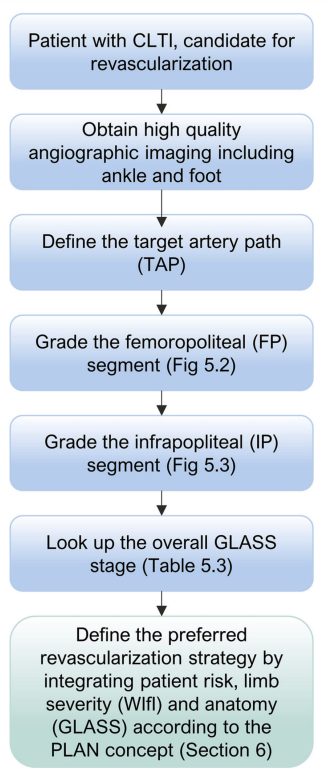 Patient with CLTI, candidate for
revascularization
Obtain high quality
angiographic imaging including
ankle and foot
Define the target artery path
(TAP)
Grade the femoropoliteal (FP)
segment (Fig 5.2)
Grade the infrapopliteal (IP)
segment (Fig 5.3)
Look up the overall GLASS
stage (Table 5.3)
Define the preferred
revascularization strategy by
integrating patient risk, limb
severity (WIfI) and anatomy
(GLASS) according to the
PLAN concept (Section 6)